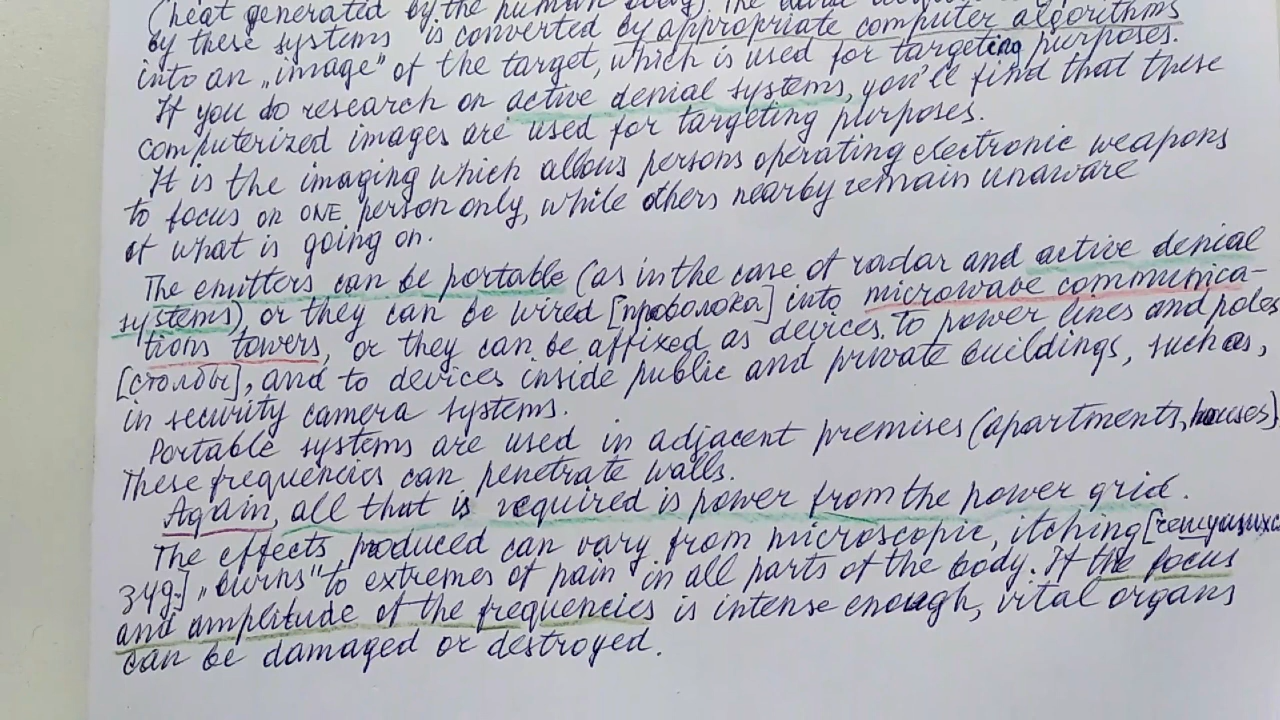 (heat generated by the human body). The
by these systems is converted by appropriate computer algorithms
into an „image" of the target, which is used for targeting purposes.
If you do research on active denial systems, you'll find that these
computerized images are used for targeting purposes.
It is the imaging which allows persons operating electronic weapons
to focus on ONE person only, while others nearby remain unaware
of what is going on.
The emitters can be portable (as in the case of radar and active denial
systems), or they can be wired [проволока] into microwave communica-
tions towers, or they can be affixed as devices, to power lines and poles
[столбы], and to devices inside public and private buildings, such as,
in security camera systems.
Portable systems are used in adjacent premises (apartments, houses)
These frequencies can penetrate walls.
Again, all that is required is power from the power grid.
The effects produced can vary from microscopic, itching
зуд.] „burns" to extremes of pain in all parts of the body. If the focus
and amplitude of the frequencies is intense enough, vital organs
can be damaged or destroyed.